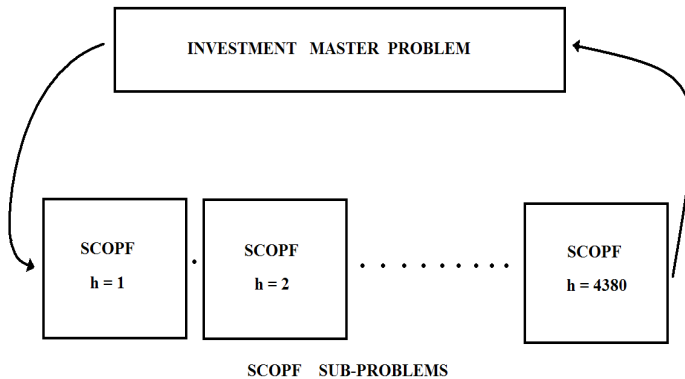 INVESTMENT MASTER PROBLEM
SCOPF
h = 1
SCOPF
h = 2
SCOPF
h = 4380
SCOPF SUB-PROBLEMS